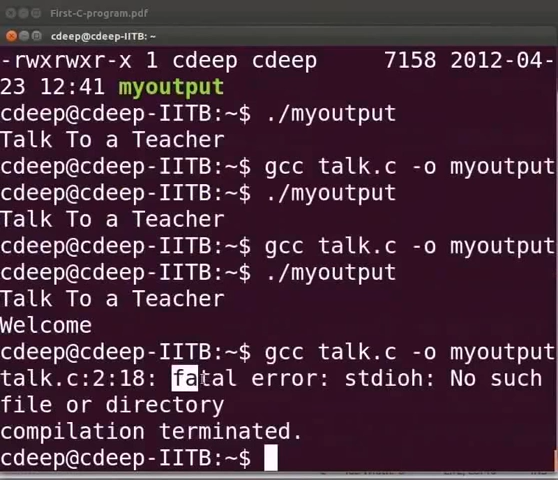 First-C-program.pdf
cdeep@cdeep-IITB: ~
-rwxrwxr-x 1 cdeep cdeep 7158 2012-04-
23 12:41 myoutput
cdeep@cdeep-IITB:~$ ./myoutput
Talk To a Teacher
cdeep@cdeep-IITB:~$ gcc talk.c -o myoutput
cdeep@cdeep-IITB:~$ ./myoutput
Talk To a Teacher
cdeep@cdeep-IITB:~$ gcc talk.c -o myoutput
cdeep@cdeep-IITB:~$ ./myoutput
Talk To a Teacher
Welcome
cdeep@cdeep-IITB:~$ gcc talk.c -o myoutput
talk.c:2:18: fatal error: stdioh: No such
file or directory
compilation terminated.
cdeep@cdeep-IITB:~$